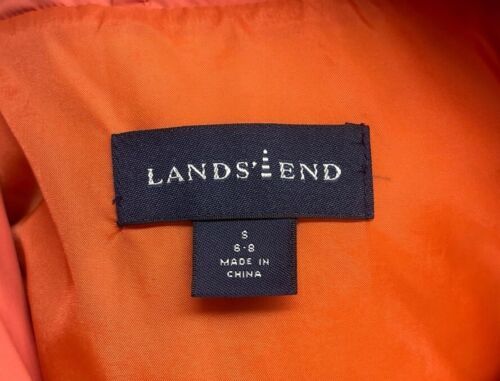 LANDS' END
S
6-8
MADE IN
CHINA